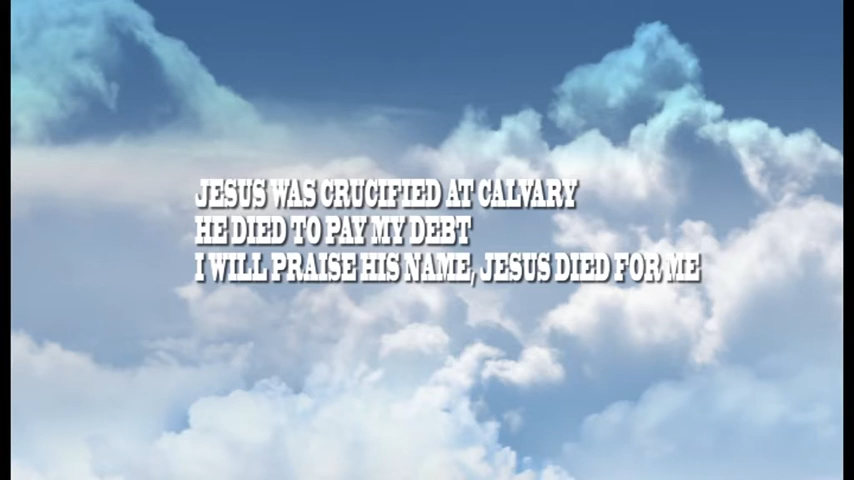 JESUS WAS CRUCIFIED AT CALVARY
HE DIED TO PAY MY DEBT
I WILL PRAISE HIS NAME, JESUS DIED FOR ME